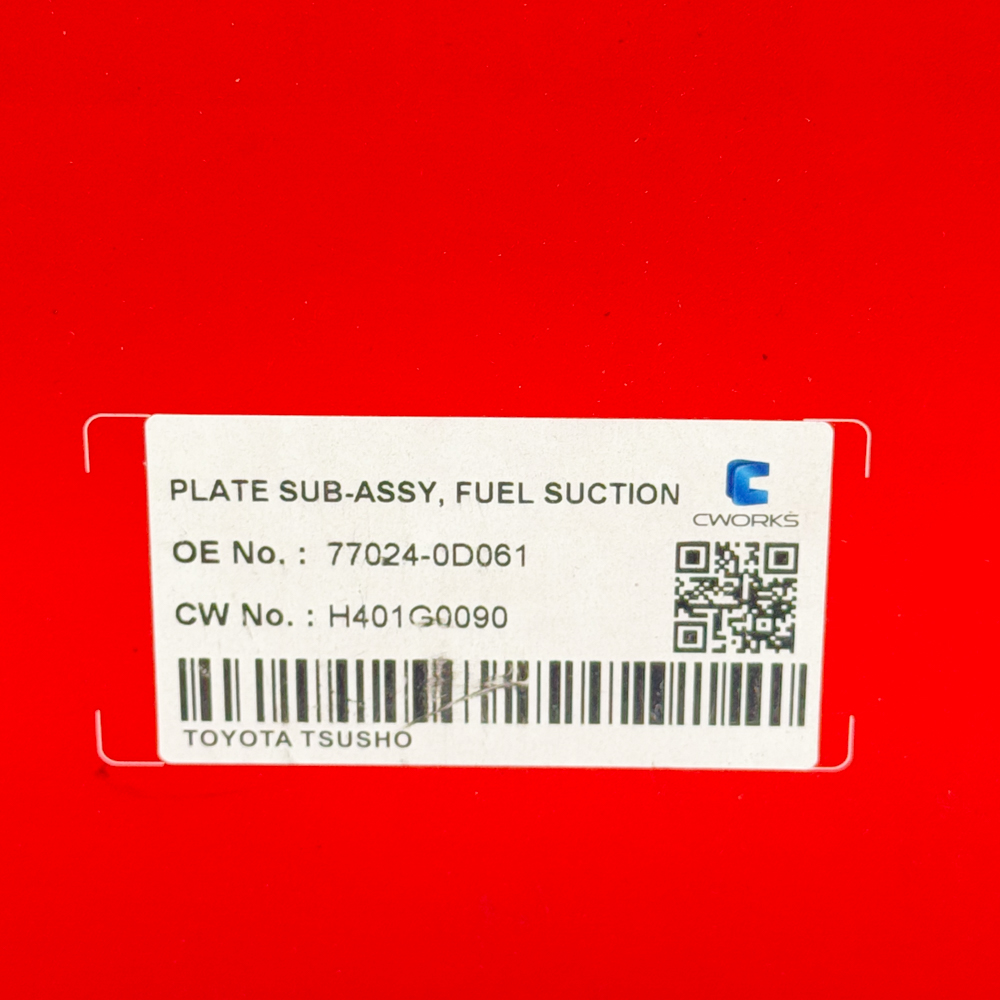 PLATE SUB-ASSY, FUEL SUCTION
CWORKS
OE No. : 77024-0D061
CW No. : H401G0090
TOYOTA TSUSHO